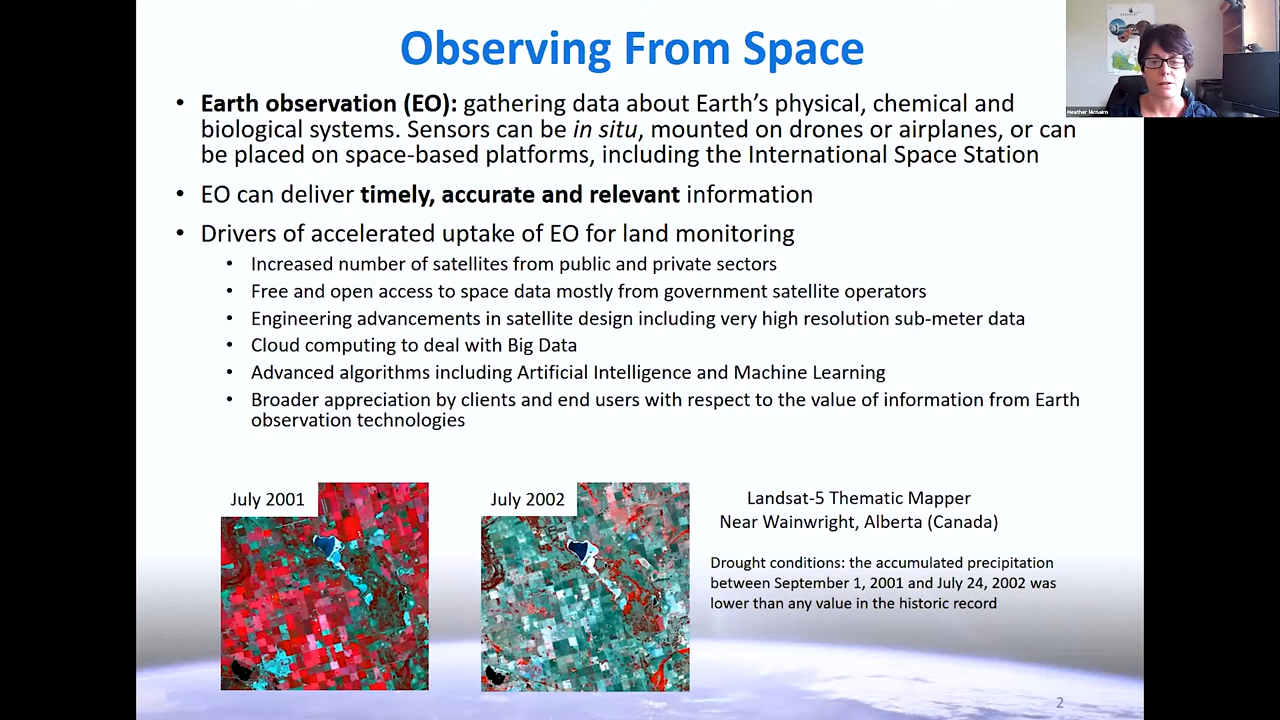 Observing From Space
• Earth observation (EO): gathering data about Earth's physical, chemical and
biological systems. Sensors can be in situ, mounted on drones or airplanes, or can
be placed on space-based platforms, including the International Space Station
• EO can deliver timely, accurate and relevant information
• Drivers of accelerated uptake of EO for land monitoring
• Increased number of satellites from public and private sectors
• Free and open access to space data mostly from government satellite operators
• Engineering advancements in satellite design including very high resolution sub-meter data
• Cloud computing to deal with Big Data
• Advanced algorithms including Artificial Intelligence and Machine Learning
• Broader appreciation by clients and end users with respect to the value of information from Earth
observation technologies
July 2001
July 2002
Landsat-5 Thematic Mapper
Near Wainwright, Alberta (Canada)
Drought conditions: the accumulated precipitation
between September 1, 2001 and July 24, 2002 was
lower than any value in the historic record
2
Heather Mcnairn